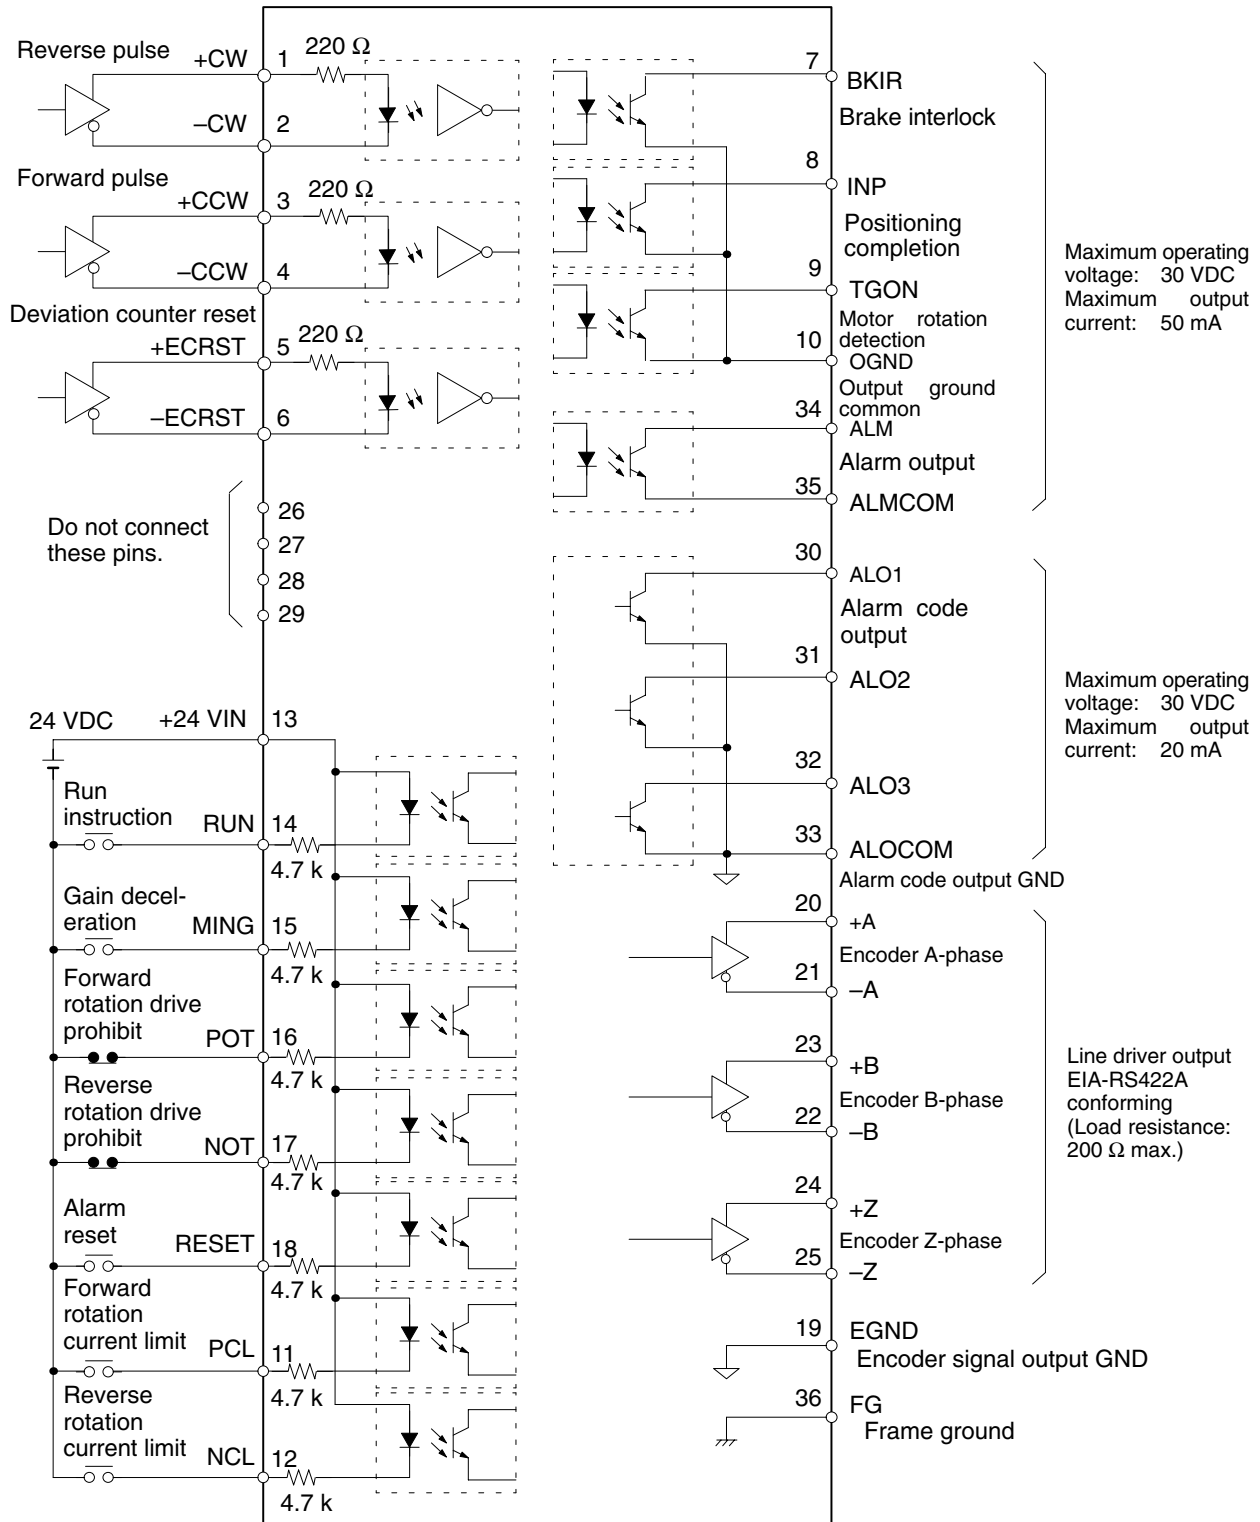 Reverse pulse
+CW
1
220 Ω
–CW
2
Forward pulse
+CCW
3
220 Ω
–CCW
4
Deviation counter reset
+ECRST
5
220 Ω
–ECRST
6
Do not connect
these pins.
26
27
28
29
24 VDC
+24 VIN
13
Run
instruction
RUN
14
4.7 k
Gain decel-
eration
MING
15
4.7 k
Forward
rotation drive
prohibit
POT
16
4.7 k
Reverse
rotation drive
prohibit
NOT
17
4.7 k
Alarm
reset
RESET
18
4.7 k
Forward
rotation
current limit
PCL
11
4.7 k
Reverse
rotation
current limit
NCL
12
4.7 k
7
BKIR
Brake interlock
8
INP
Positioning
completion
9
TGON
Motor rotation
detection
10
OGND
Output ground
common
34
ALM
Alarm output
35
ALMCOM
Maximum operating
voltage: 30 VDC
Maximum output
current: 50 mA
30
ALO1
Alarm code
output
31
ALO2
32
ALO3
33
ALOCOM
Alarm code output GND
Maximum operating
voltage: 30 VDC
Maximum output
current: 20 mA
20
+A
Encoder A-phase
21
–A
23
+B
Encoder B-phase
22
–B
24
+Z
Encoder Z-phase
25
–Z
Line driver output
EIA-RS422A
conforming
(Load resistance:
200 Ω max.)
19
EGND
Encoder signal output GND
36
FG
Frame ground